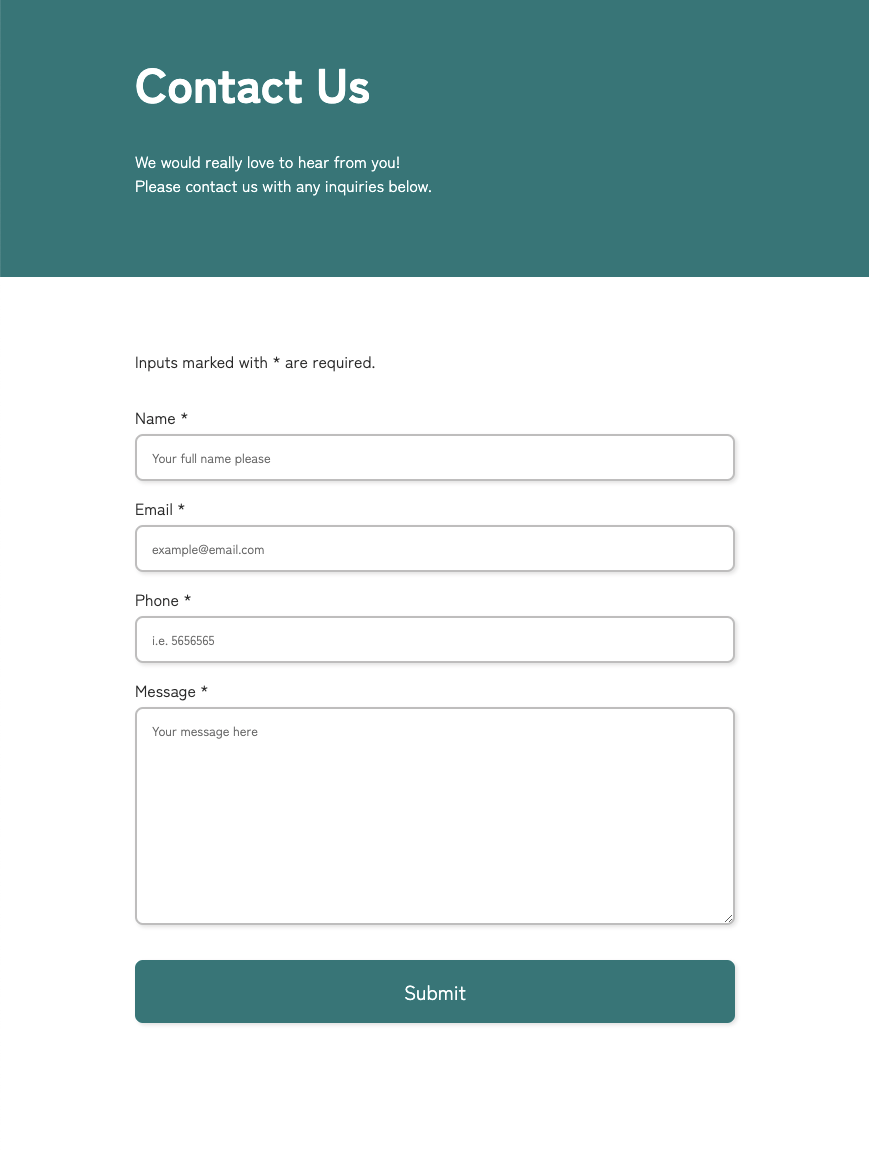 Contact Us
We would really love to hear from you!
Please contact us with any inquiries below.
Inputs marked with * are required.
Name *
Your full name please
Email *
example@email.com
Phone *
i.e. 5656565
Message *
Your message here
Submit